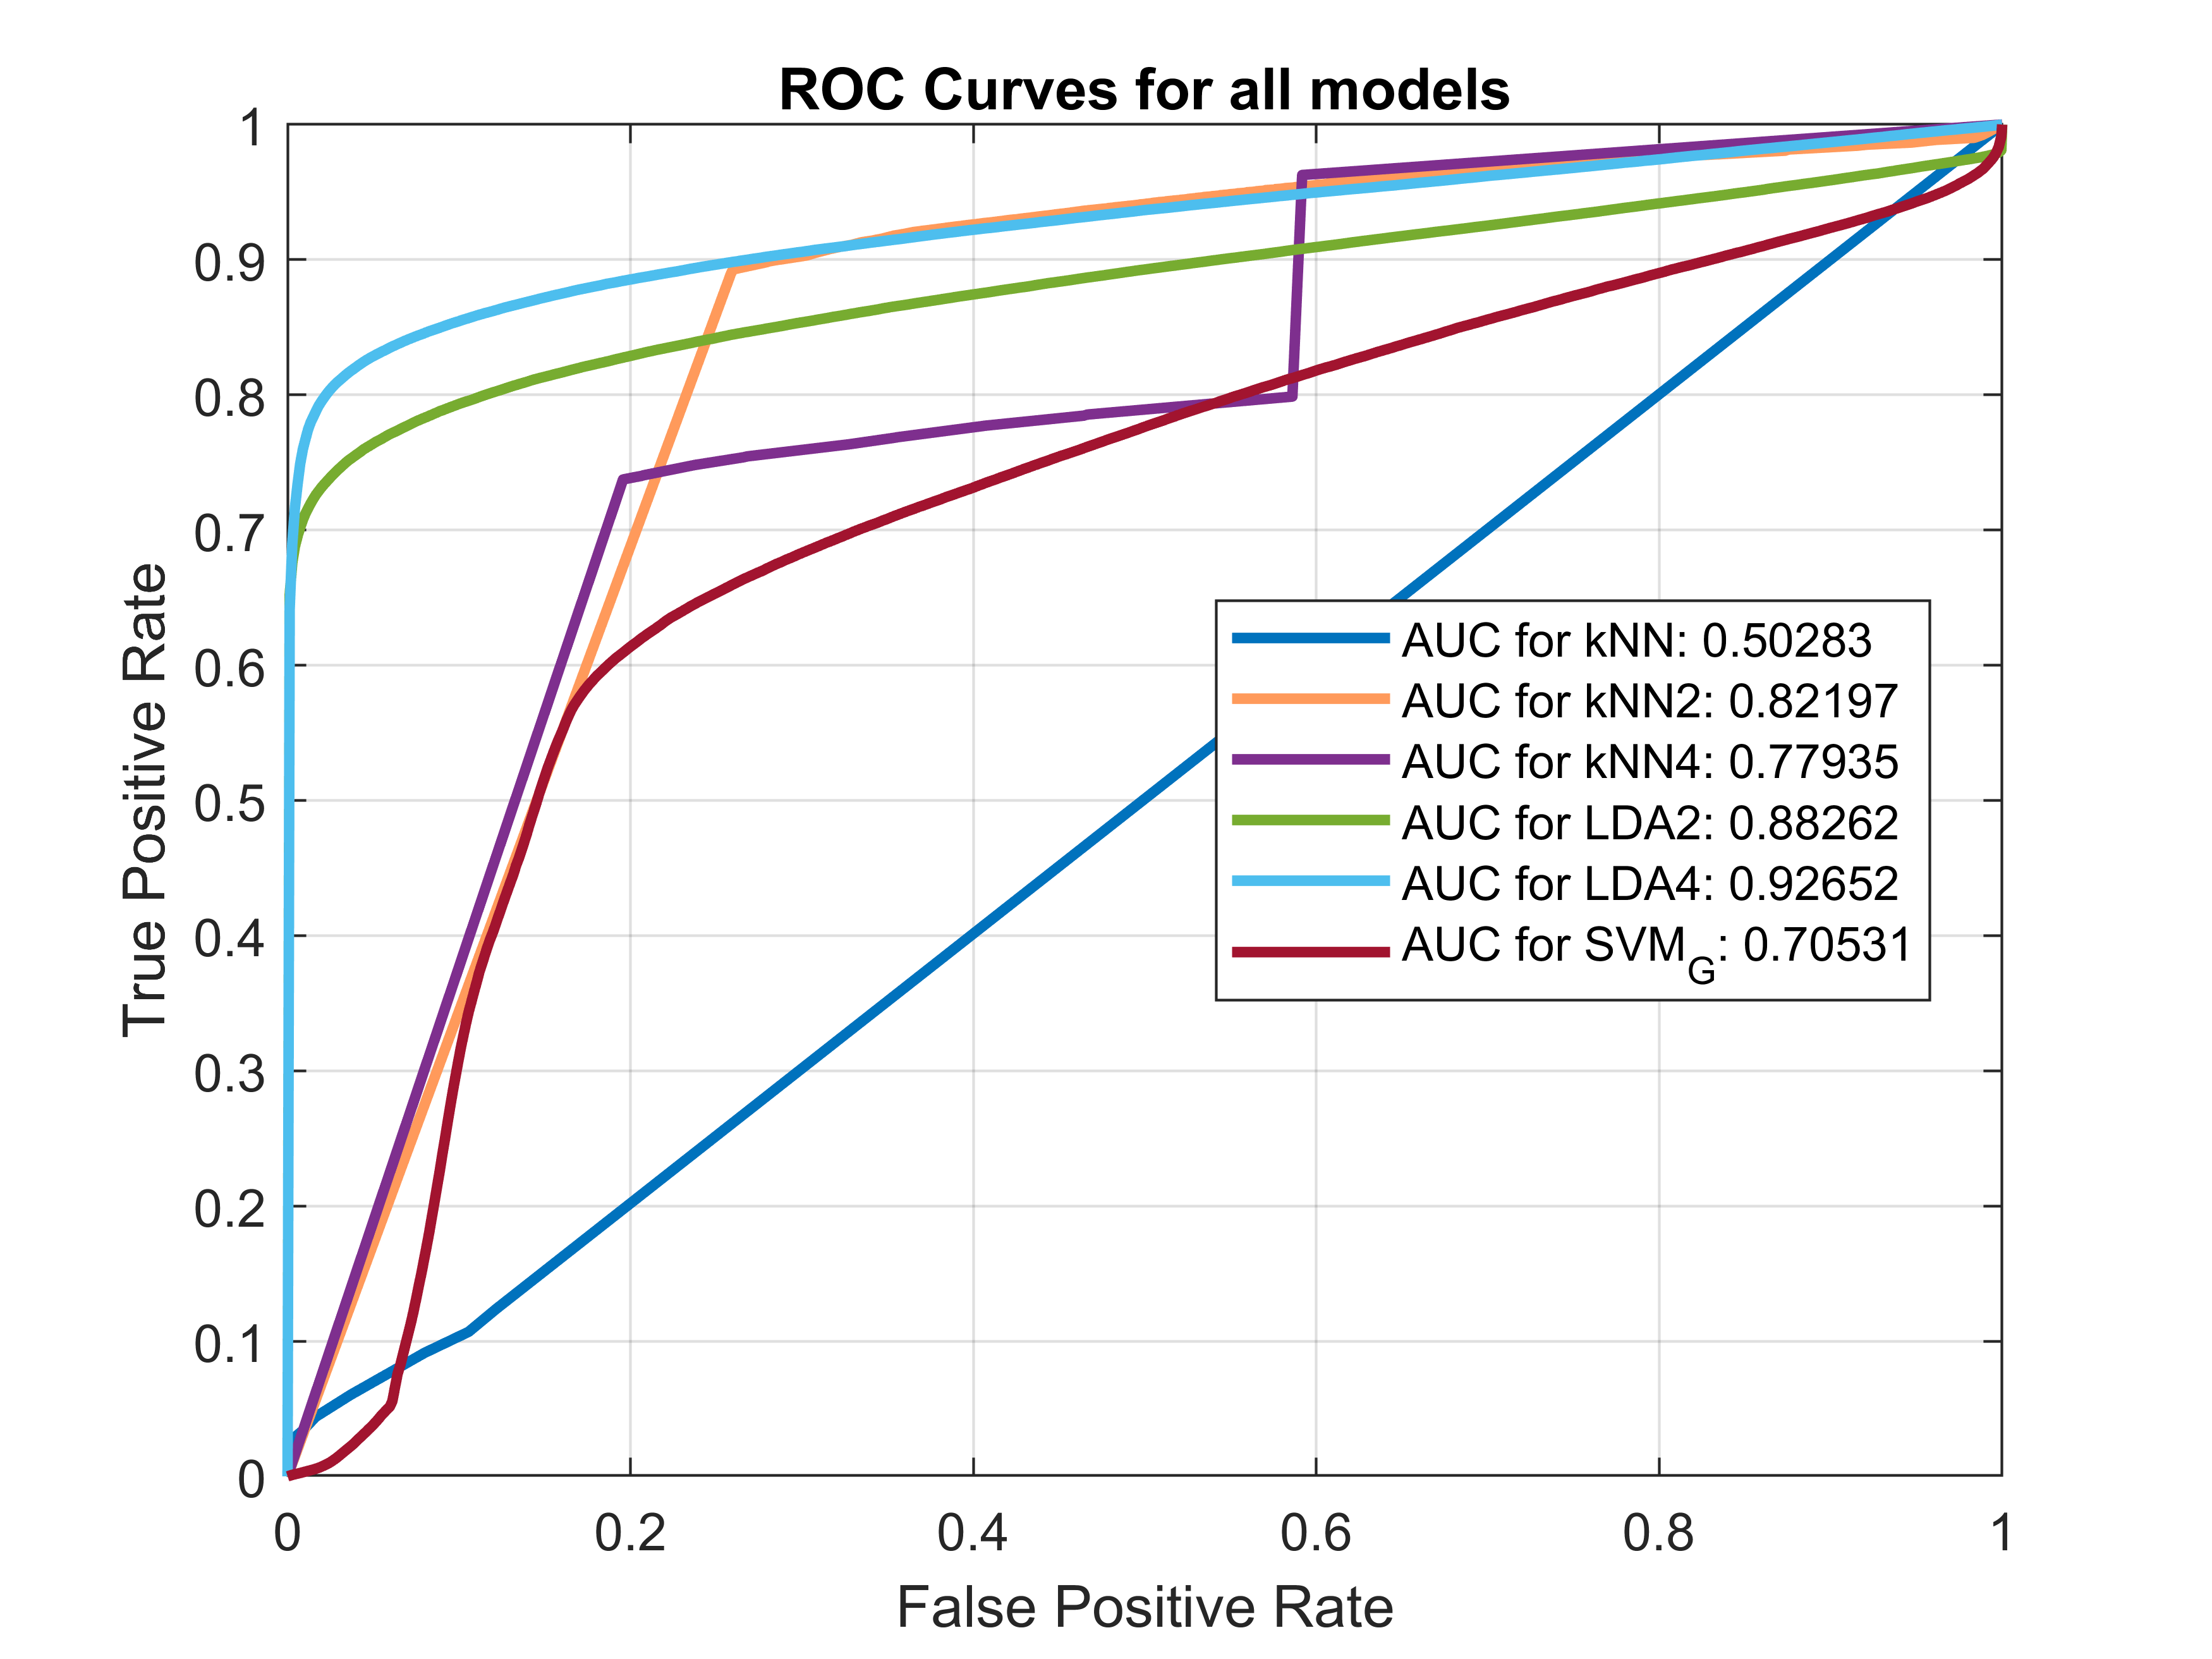 ROC Curves for all models
1
0.9
0.8
0.7
0.6
0.5
0.4
0.3
0.2
0.1
0
True Positive Rate
AUC for kNN: 0.50283
AUC for kNN2: 0.82197
AUC for kNN4: 0.77935
AUC for LDA2: 0.88262
AUC for LDA4: 0.92652
AUC for SVM_G: 0.70531
0 0.2 0.4 0.6 0.8 1
False Positive Rate